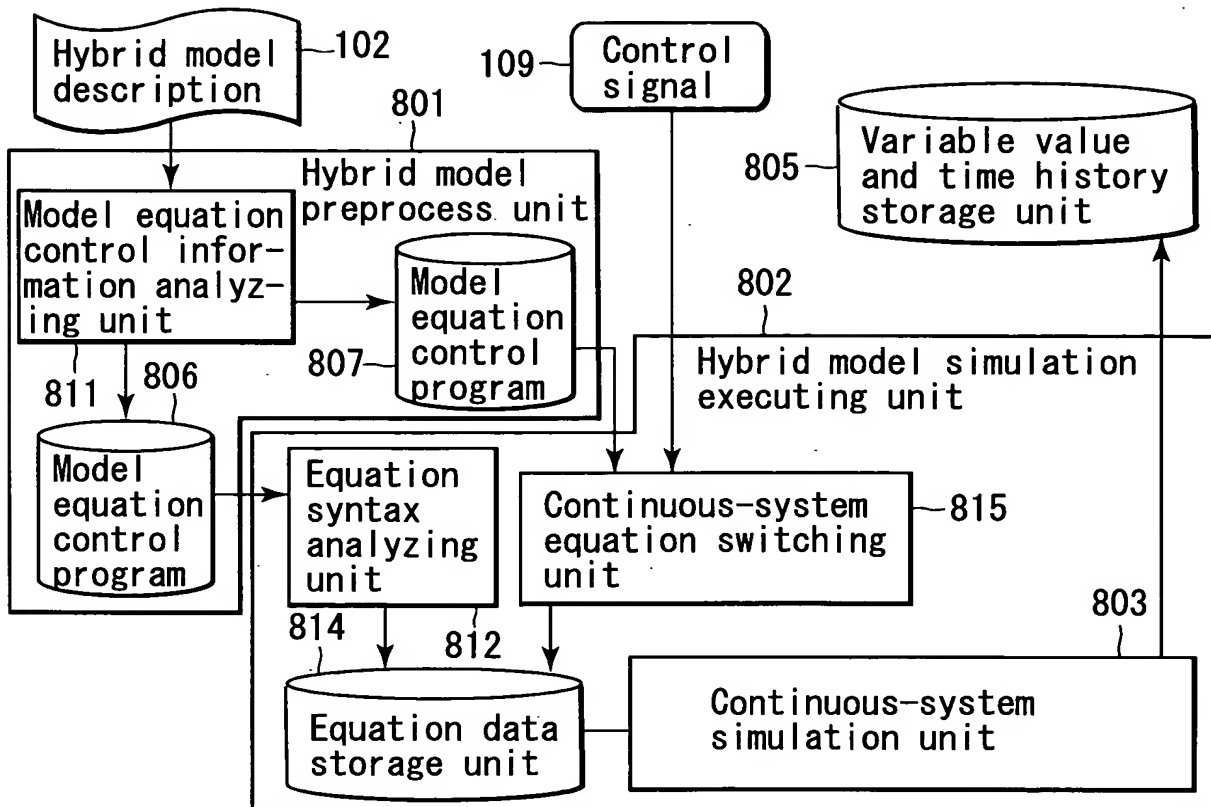 Hybrid model
description
102
109
Control
signal
801
Hybrid model
preprocess unit
Variable value
and time history
storage unit
805
Model equation
control infor-
mation analyz-
ing unit
811
Model
equation
control
program
807
802
Hybrid model simulation
executing unit
806
Model
equation
control
program
Equation
syntax
analyzing
unit
812
Continuous-system
equation switching
unit
815
814
Equation data
storage unit
803
Continuous-system
simulation unit